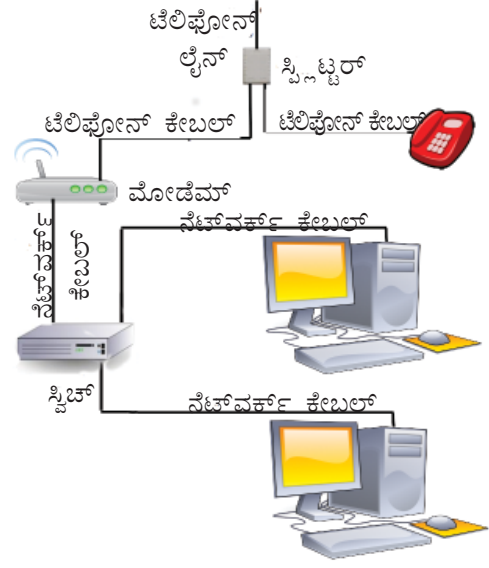 ಟೆಲಿಫೋನ್
ಲೈನ್
ಸ್ಪ್ಲಿಟ್ಟರ್
ಟೆಲಿಫೋನ್ ಕೇಬಲ್
ಟೆಲಿಫೋನ್ ಕೇಬಲ್
ಮೋಡೆಮ್
ನೆಟ್‌ವರ್ಕ್ ಕೇಬಲ್
ನೆಟ್‌ವರ್ಕ್
ಕೇಬಲ್
ಸ್ವಿಚ್
ನೆಟ್‌ವರ್ಕ್ ಕೇಬಲ್